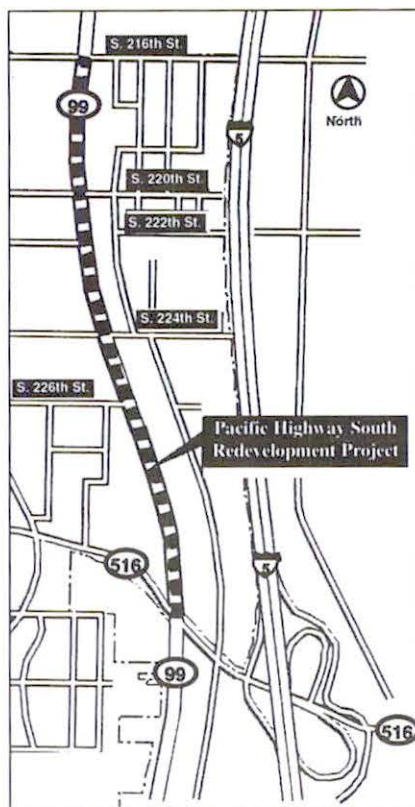 S. 216th St.
99
North
5
S. 220th St.
S. 222th St.
S. 224th St.
S. 226th St.
Pacific Highway South
Redevelopment Project
516
5
99
516